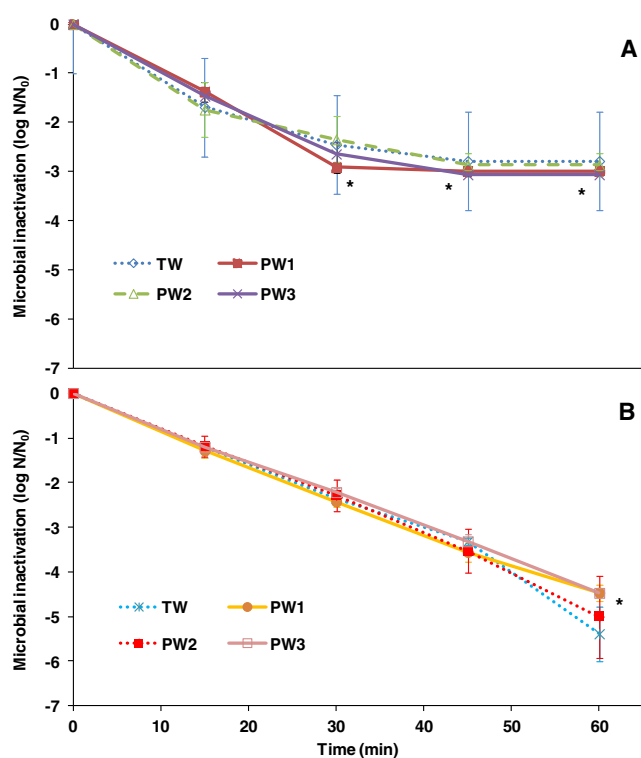 0
A
-1
-2
-3
* * *
-4
-5
-6
-7
Microbial inactivation (log N/N₀)
TW PW1
PW2 PW3
0
B
-1
-2
-3
-4
-5
-6
-7
Microbial inactivation (log N/N₀)
*
TW PW1
PW2 PW3
0 10 20 30 40 50 60
Time (min)